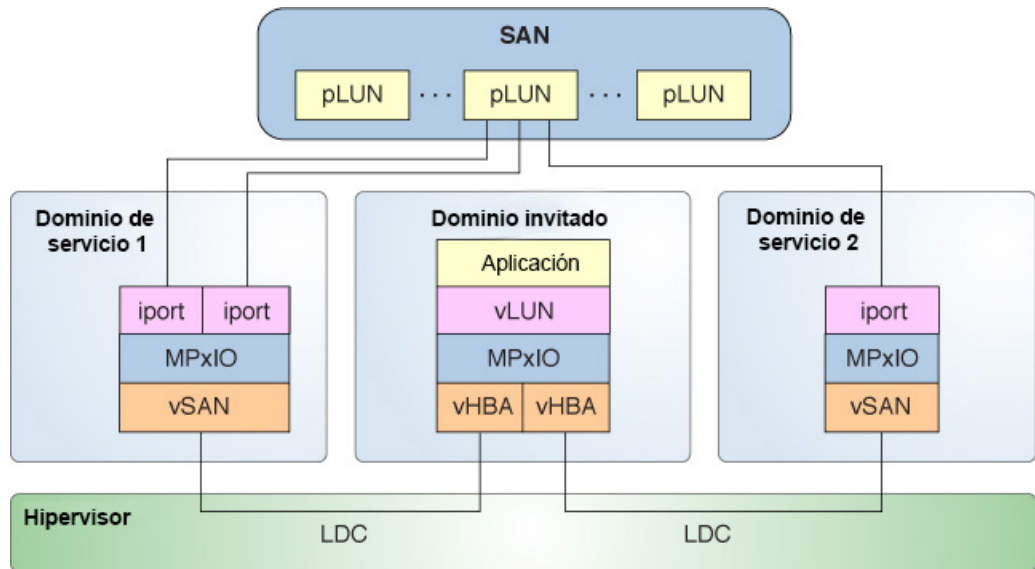 SAN
pLUN ... pLUN ... pLUN
Dominio de
servicio 1
iport iport
MPxIO
vSAN
Dominio invitado
Aplicación
vLUN
MPxIO
vHBA vHBA
Dominio de
servicio 2
iport
MPxIO
vSAN
Hipervisor
LDC LDC